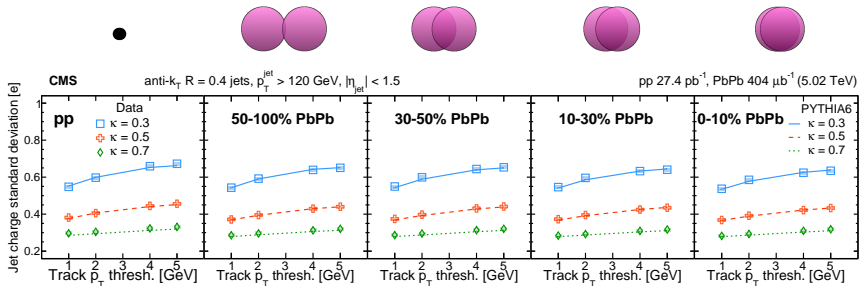 CMS anti-k_T R = 0.4 jets, p_T^jet > 120 GeV, |η_jet| < 1.5 pp 27.4 pb⁻¹, PbPb 404 μb⁻¹ (5.02 TeV)
Jet charge standard deviation [e]
1
0.8
0.6
0.4
0.2
pp
Data
κ = 0.3
κ = 0.5
κ = 0.7
50-100% PbPb
30-50% PbPb
10-30% PbPb
0-10% PbPb
PYTHIA6
κ = 0.3
κ = 0.5
κ = 0.7
1 2 3 4 5
1 2 3 4 5
1 2 3 4 5
1 2 3 4 5
1 2 3 4 5
Track p_T thresh. [GeV]
Track p_T thresh. [GeV]
Track p_T thresh. [GeV]
Track p_T thresh. [GeV]
Track p_T thresh. [GeV]